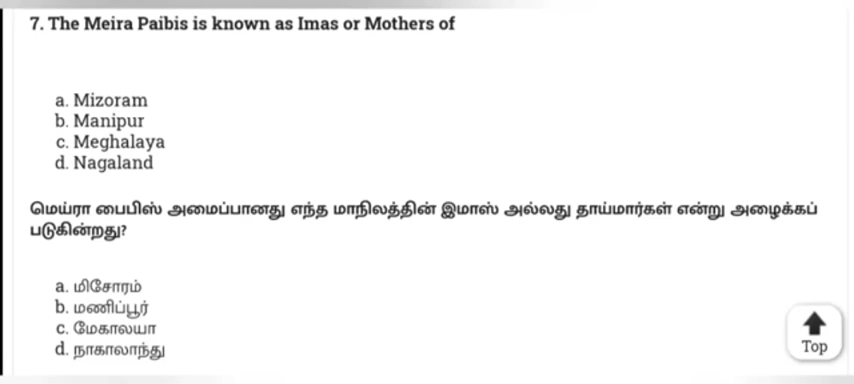 7. The Meira Paibis is known as Imas or Mothers of
a. Mizoram
b. Manipur
c. Meghalaya
d. Nagaland
மெய்ரா பைபிஸ் அமைப்பானது எந்த மாநிலத்தின் இமாஸ் அல்லது தாய்மார்கள் என்று அழைக்கப்
படுகின்றது?
a. மிசோரம்
b. மணிப்பூர்
c. மேகாலயா
d. நாகாலாந்து
Top